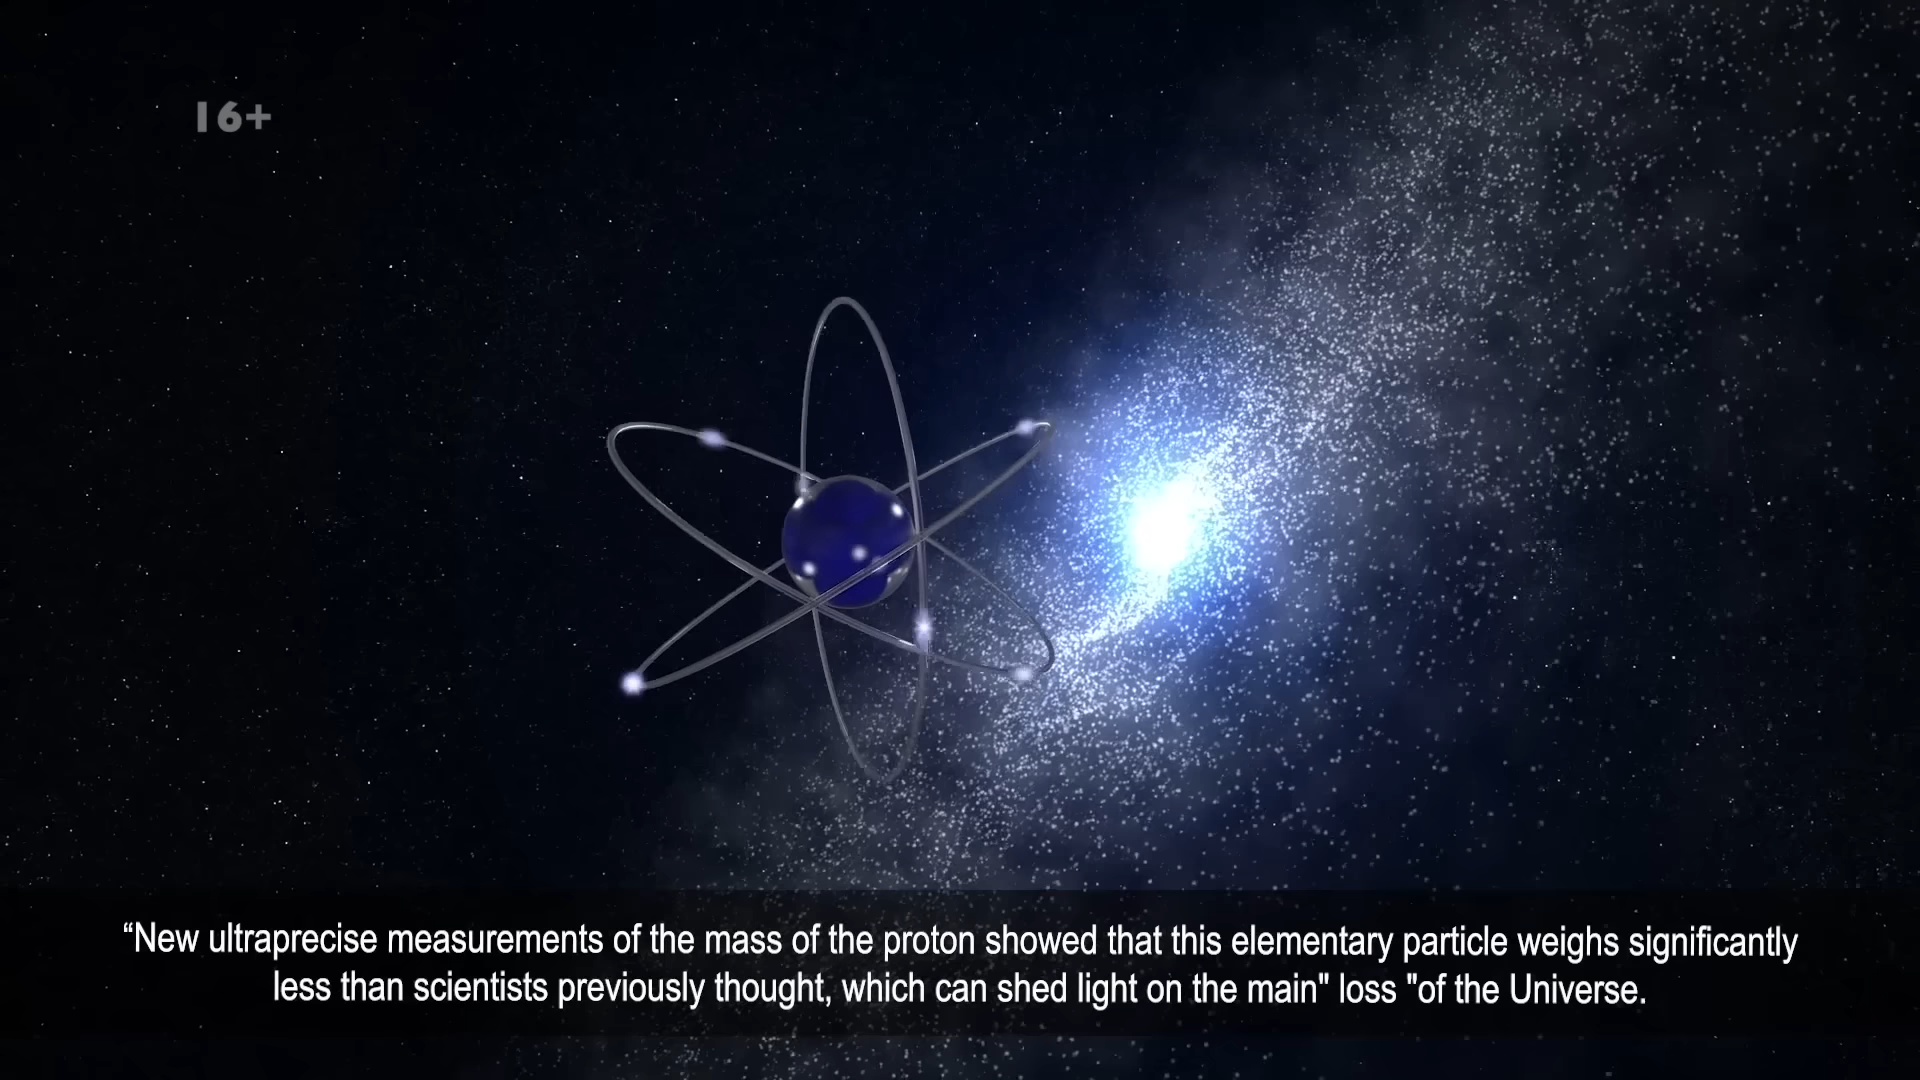 16+
“New ultraprecise measurements of the mass of the proton showed that this elementary particle weighs significantly
less than scientists previously thought, which can shed light on the main" loss "of the Universe.